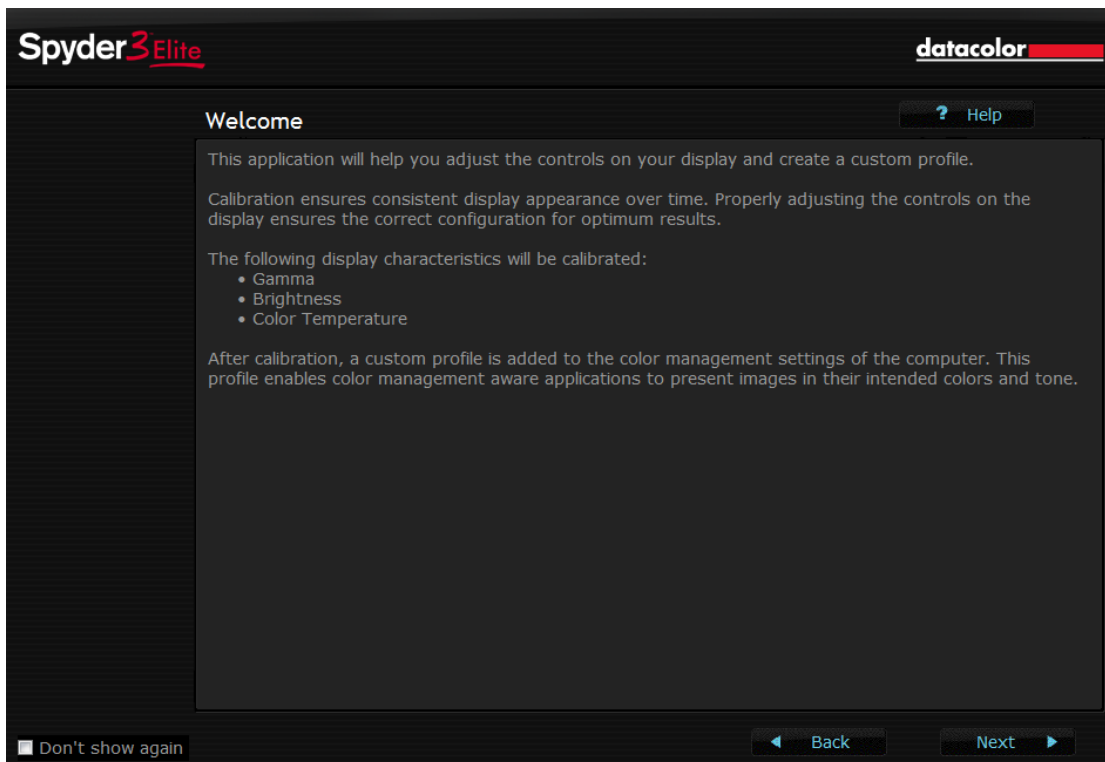 Spyder3Elite
datacolor
Welcome
? Help
This application will help you adjust the controls on your display and create a custom profile.
Calibration ensures consistent display appearance over time. Properly adjusting the controls on the
display ensures the correct configuration for optimum results.
The following display characteristics will be calibrated:
• Gamma
• Brightness
• Color Temperature
After calibration, a custom profile is added to the color management settings of the computer. This
profile enables color management aware applications to present images in their intended colors and tone.
Don't show again
Back
Next